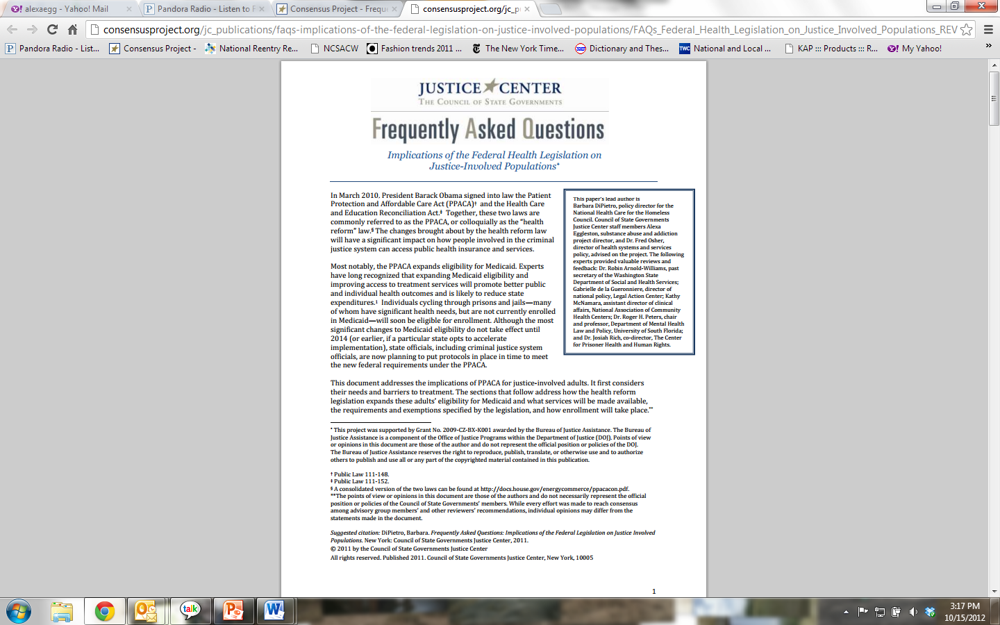 alexaegg - Yahoo! Mail
Pandora Radio - Listen to F
Consensus Project - Frequ
consensusproject.org/jc_p
consensusproject.org/jc_publications/faqs-implications-of-the-federal-legislation-on-justice-involved-populations/FAQs_Federal_Health_Legislation_on_Justice_Involved_Populations_REV
Pandora Radio - List...
Consensus Project -
National Reentry Re...
NCSACW
Fashion trends 2011 ...
The New York Time...
Dictionary and Thes...
TWC
National and Local ...
KAP ::: Products ::: R...
My Yahoo!
»
JUSTICE CENTER
THE COUNCIL OF STATE GOVERNMENTS
Frequently Asked Questions
Implications of the Federal Health Legislation on
Justice-Involved Populations*
In March 2010, President Barack Obama signed into law the Patient
Protection and Affordable Care Act (PPACA)† and the Health Care
and Education Reconciliation Act.‡ Together, these two laws are
commonly referred to as the PPACA, or colloquially as the “health
reform” law.§ The changes brought about by the health reform law
will have a significant impact on how people involved in the criminal
justice system can access public health insurance and services.
Most notably, the PPACA expands eligibility for Medicaid. Experts
have long recognized that expanding Medicaid eligibility and
improving access to treatment services will promote better public
and individual health outcomes and is likely to reduce state
expenditures.1 Individuals cycling through prisons and jails—many
of whom have significant health needs, but are not currently enrolled
in Medicaid—will soon be eligible for enrollment. Although the most
significant changes to Medicaid eligibility do not take effect until
2014 (or earlier, if a particular state opts to accelerate
implementation), state officials, including criminal justice system
officials, are now planning to put protocols in place in time to meet
the new federal requirements under the PPACA.
This paper’s lead author is
Barbara DiPietro, policy director for the
National Health Care for the Homeless
Council. Council of State Governments
Justice Center staff members Alexa
Eggleston, substance abuse and addiction
project director, and Dr. Fred Osher,
director of health systems and services
policy, advised on the project. The following
experts provided valuable reviews and
feedback: Dr. Robin Arnold-Williams, past
secretary of the Washington State
Department of Social and Health Services;
Gabrielle de la Gueronniere, director of
national policy, Legal Action Center; Kathy
McNamara, assistant director of clinical
affairs, National Association of Community
Health Centers; Dr. Roger H. Peters, chair
and professor, Department of Mental Health
Law and Policy, University of South Florida;
and Dr. Josiah Rich, co-director, The Center
for Prisoner Health and Human Rights.
This document addresses the implications of PPACA for justice-involved adults. It first considers
their needs and barriers to treatment. The sections that follow address how the health reform
legislation expands these adults’ eligibility for Medicaid and what services will be made available,
the requirements and exemptions specified by the legislation, and how enrollment will take place.**
* This project was supported by Grant No. 2009-CZ-BX-K001 awarded by the Bureau of Justice Assistance. The Bureau of
Justice Assistance is a component of the Office of Justice Programs within the Department of Justice (DOJ). Points of view
or opinions in this document are those of the author and do not represent the official position or policies of the DOJ.
The Bureau of Justice Assistance reserves the right to reproduce, publish, translate, or otherwise use and to authorize
others to publish and use all or any part of the copyrighted material contained in this publication.
† Public Law 111-148.
‡ Public Law 111-152.
§ A consolidated version of the two laws can be found at http://docs.house.gov/energycommerce/ppacacon.pdf.
**The points of view or opinions in this document are those of the authors and do not necessarily represent the official
position or policies of the Council of State Governments’ members. While every effort was made to reach consensus
among advisory group members’ and other reviewers’ recommendations, individual opinions may differ from the
statements made in the document.
Suggested citation: DiPietro, Barbara. Frequently Asked Questions: Implications of the Federal Legislation on Justice Involved
Populations. New York: Council of State Governments Justice Center, 2011.
© 2011 by the Council of State Governments Justice Center
All rights reserved. Published 2011. Council of State Governments Justice Center, New York, 10005
1
talk
3:17 PM
10/15/2012